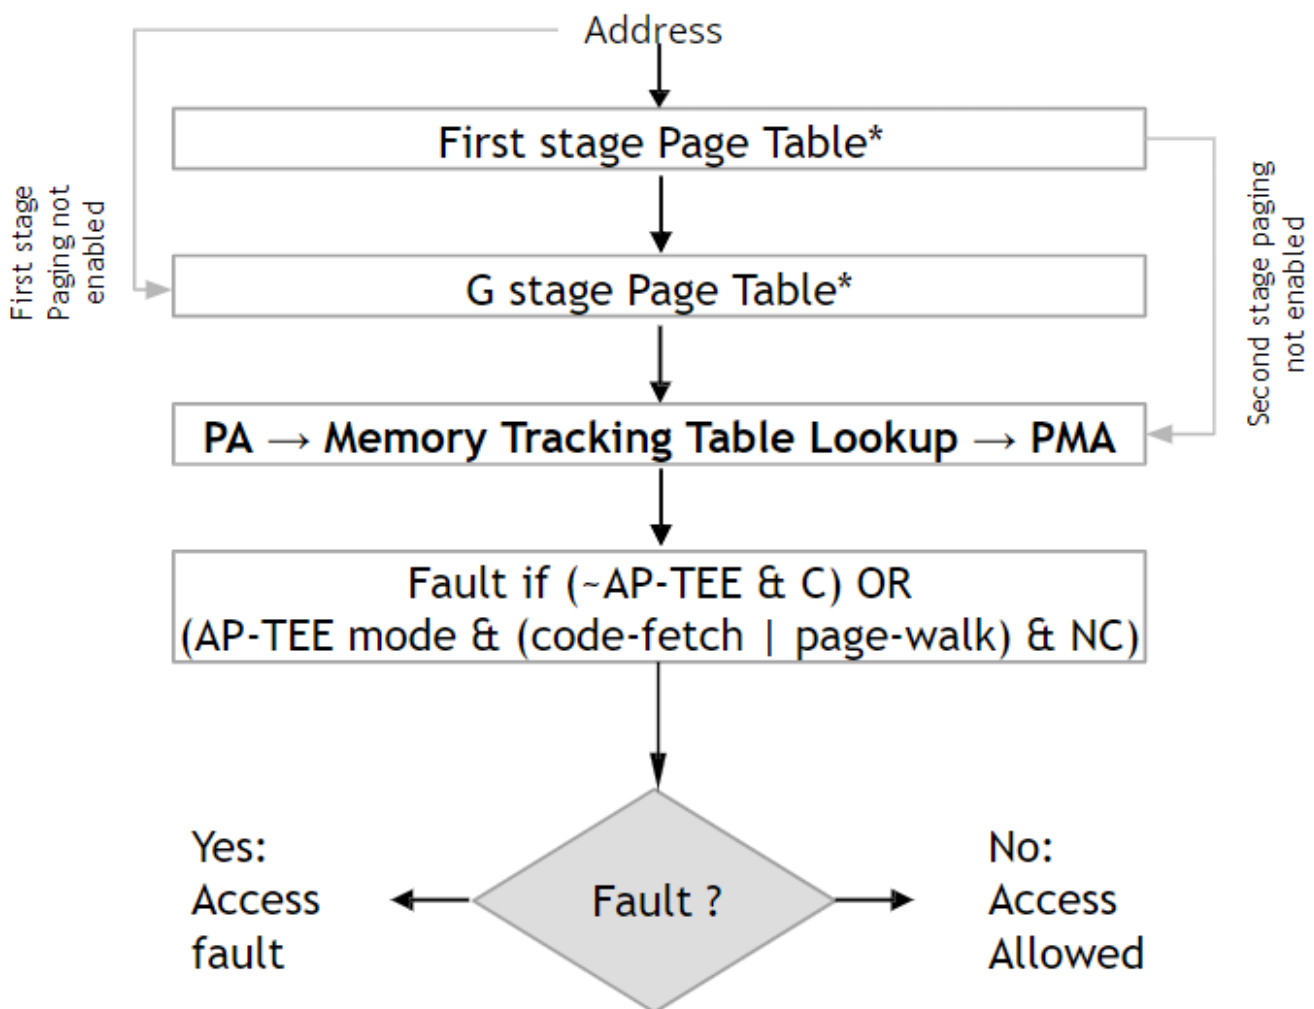 Address
First stage Page Table*
First stage
Paging not
enabled
G stage Page Table*
Second stage paging
not enabled
PA → Memory Tracking Table Lookup → PMA
Fault if (~AP-TEE & C) OR
(AP-TEE mode & (code-fetch | page-walk) & NC)
Yes:
Access
fault
Fault ?
No:
Access
Allowed